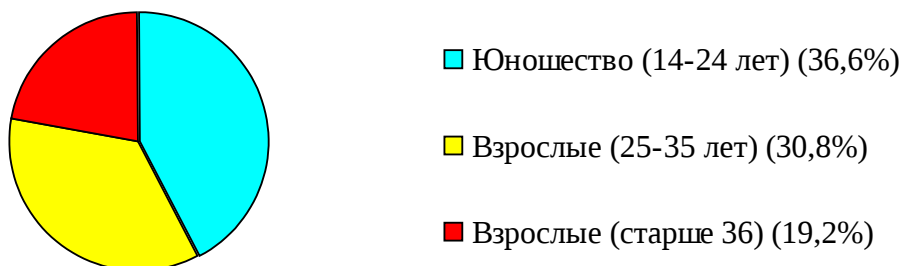 Юношество (14-24 лет) (36,6%)
Взрослые (25-35 лет) (30,8%)
Взрослые (старше 36) (19,2%)